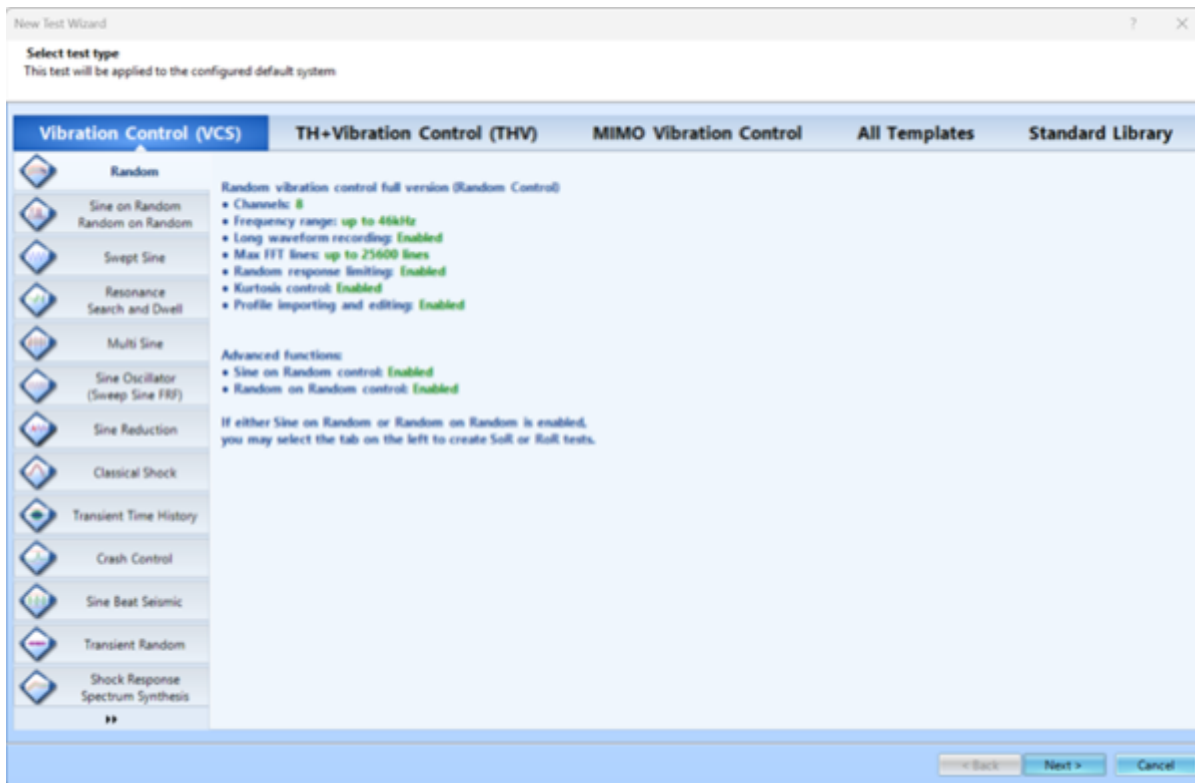 New Test Wizard
?
Select test type
This test will be applied to the configured default system
Vibration Control (VCS)
TH+Vibration Control (THV)
MIMO Vibration Control
All Templates
Standard Library
Random
Sine on Random
Random on Random
Swept Sine
Resonance
Search and Dwell
Multi Sine
Sine Oscillator
(Sweep Sine FRF)
Sine Reduction
Classical Shock
Transient Time History
Crash Control
Sine Beat Seismic
Transient Random
Shock Response
Spectrum Synthesis
Random vibration control full version (Random Control)
• Channels: 8
• Frequency range: up to 46kHz
• Long waveform recording: Enabled
• Max FFT lines: up to 25600 lines
• Random response limiting: Enabled
• Kurtosis control: Enabled
• Profile importing and editing: Enabled
Advanced functions:
• Sine on Random control: Enabled
• Random on Random control: Enabled
If either Sine on Random or Random on Random is enabled,
you may select the tab on the left to create SoR or RoR tests.
< Back
Next >
Cancel